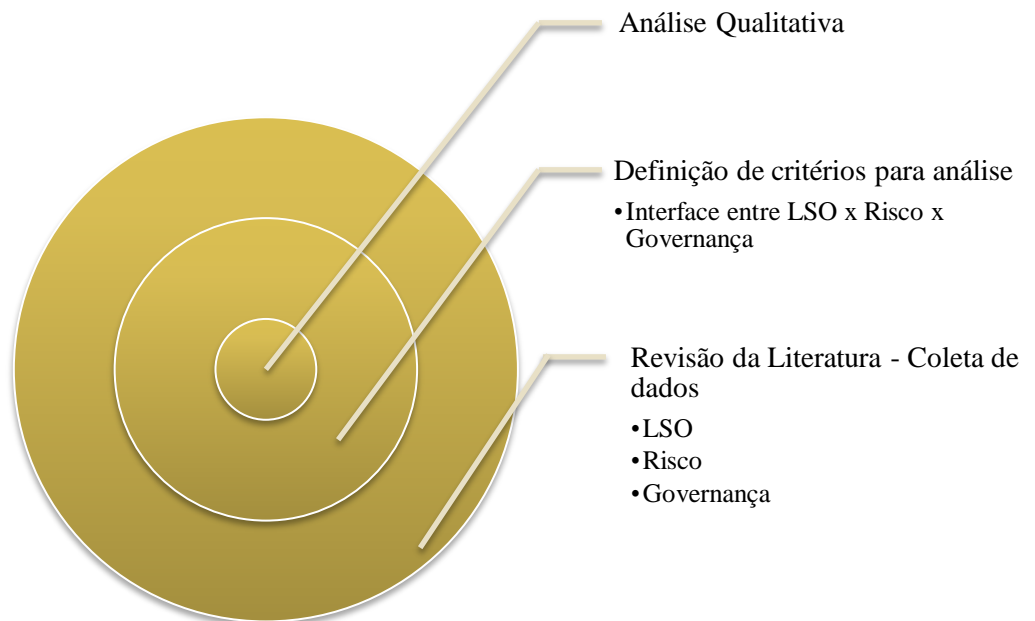 Análise Qualitativa
Definição de critérios para análise
•Interface entre LSO x Risco x
Governança
Revisão da Literatura - Coleta de
dados
•LSO
•Risco
•Governança